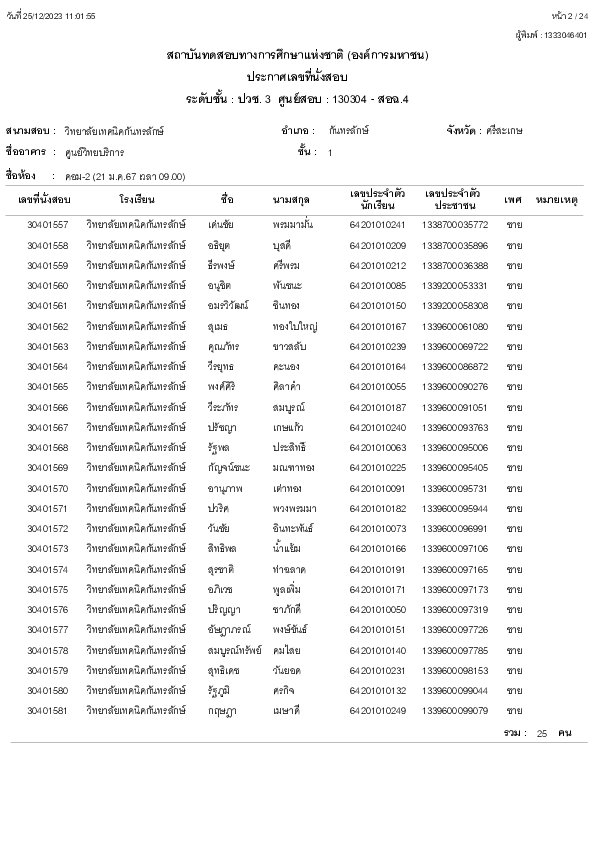 วันที่ 25/12/2023 11:01:55 หน้า 2 / 24
ผู้พิมพ์ : 1333046401
สถาบันทดสอบทางการศึกษาแห่งชาติ (องค์การมหาชน)
ประกาศเลขที่นั่งสอบ
ระดับชั้น : ปวช. 3 ศูนย์สอบ : 130304 - สอฉ.4
สนามสอบ : วิทยาลัยเทคนิคกันทรลักษ์ อำเภอ : กันทรลักษ์ จังหวัด : ศรีสะเกษ
ชื่ออาคาร : ศูนย์วิทยบริการ ชั้น : 1
ชื่อห้อง : คอม-2 (21 ม.ค.67 เวลา 09.00)
เลขที่นั่งสอบ โรงเรียน ชื่อ นามสกุล เลขประจำตัวนักเรียน เลขประจำตัวประชาชน เพศ หมายเหตุ
30401557 วิทยาลัยเทคนิคกันทรลักษ์ เด่นชัย พรมมามั่น 64201010241 1338700035772 ชาย
30401558 วิทยาลัยเทคนิคกันทรลักษ์ อธิยุต บุสดี 64201010209 1338700035896 ชาย
30401559 วิทยาลัยเทคนิคกันทรลักษ์ ธีรพงษ์ ศรีพรม 64201010212 1338700036388 ชาย
30401560 วิทยาลัยเทคนิคกันทรลักษ์ อนุชิต พันชนะ 64201010085 1339200053331 ชาย
30401561 วิทยาลัยเทคนิคกันทรลักษ์ อมรวิวัฒน์ ชินทอง 64201010150 1339200058308 ชาย
30401562 วิทยาลัยเทคนิคกันทรลักษ์ สุเมธ ทองใบใหญ่ 64201010167 1339600061080 ชาย
30401563 วิทยาลัยเทคนิคกันทรลักษ์ คุณภัทร ขาวสลับ 64201010239 1339600069722 ชาย
30401564 วิทยาลัยเทคนิคกันทรลักษ์ วีรยุทธ คะนอง 64201010164 1339600086872 ชาย
30401565 วิทยาลัยเทคนิคกันทรลักษ์ พงศ์ศิริ ศิลาคำ 64201010055 1339600090276 ชาย
30401566 วิทยาลัยเทคนิคกันทรลักษ์ วีระภัทร สมบูรณ์ 64201010187 1339600091051 ชาย
30401567 วิทยาลัยเทคนิคกันทรลักษ์ ปรัชญา เกษแก้ว 64201010240 1339600093763 ชาย
30401568 วิทยาลัยเทคนิคกันทรลักษ์ รัฐพล ประสิทธิ์ 64201010063 1339600095006 ชาย
30401569 วิทยาลัยเทคนิคกันทรลักษ์ กัญจน์ชนะ มณฑาทอง 64201010225 1339600095405 ชาย
30401570 วิทยาลัยเทคนิคกันทรลักษ์ อานุภาพ เต่าทอง 64201010091 1339600095731 ชาย
30401571 วิทยาลัยเทคนิคกันทรลักษ์ ปวริศ พวงพรมมา 64201010182 1339600095944 ชาย
30401572 วิทยาลัยเทคนิคกันทรลักษ์ วันชัย อินทะพันธ์ 64201010073 1339600096991 ชาย
30401573 วิทยาลัยเทคนิคกันทรลักษ์ สิทธิพล น้ำแย้ม 64201010166 1339600097106 ชาย
30401574 วิทยาลัยเทคนิคกันทรลักษ์ สุรชาติ ท่าฉลาด 64201010191 1339600097165 ชาย
30401575 วิทยาลัยเทคนิคกันทรลักษ์ อภิเวช พูลเพิ่ม 64201010171 1339600097173 ชาย
30401576 วิทยาลัยเทคนิคกันทรลักษ์ ปริญญา ชาภักดี 64201010050 1339600097319 ชาย
30401577 วิทยาลัยเทคนิคกันทรลักษ์ อัษฎาภรณ์ พงษ์ขันธ์ 64201010151 1339600097726 ชาย
30401578 วิทยาลัยเทคนิคกันทรลักษ์ สมบูรณ์ทรัพย์ คมใสย 64201010140 1339600097785 ชาย
30401579 วิทยาลัยเทคนิคกันทรลักษ์ สุทธิเดช วันยอด 64201010231 1339600098153 ชาย
30401580 วิทยาลัยเทคนิคกันทรลักษ์ รัฐภูมิ ศรกิจ 64201010132 1339600099044 ชาย
30401581 วิทยาลัยเทคนิคกันทรลักษ์ กฤษฎา เมษาดี 64201010249 1339600099079 ชาย
รวม : 25 คน